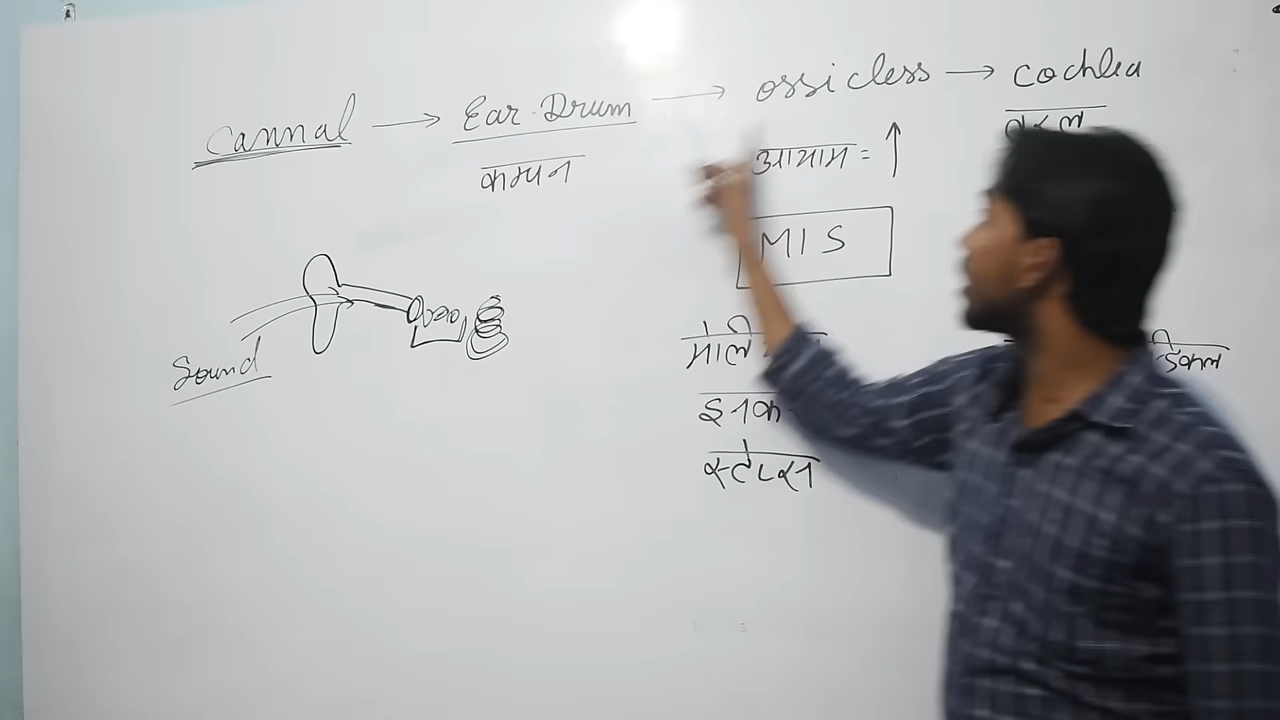 Cannal → Ear-Drum → ossicless → cochlea
कम्पन
आयाम = ↑
MIS
स्टेप्स
Sound